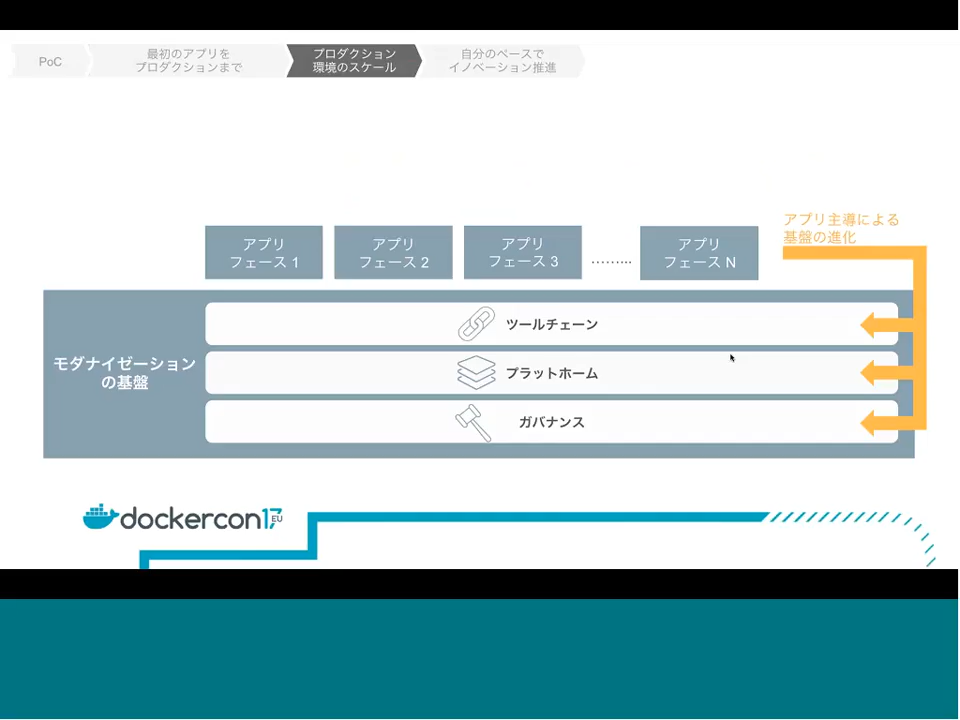 PoC
最初のアプリを
プロダクションまで
プロダクション
環境のスケール
自分のペースで
イノベーション推進
アプリ主導による
基盤の進化
アプリ
フェース 1
アプリ
フェース 2
アプリ
フェース 3
………
アプリ
フェース N
モダナイゼーション
の基盤
ツールチェーン
プラットホーム
ガバナンス
dockercon17 EU